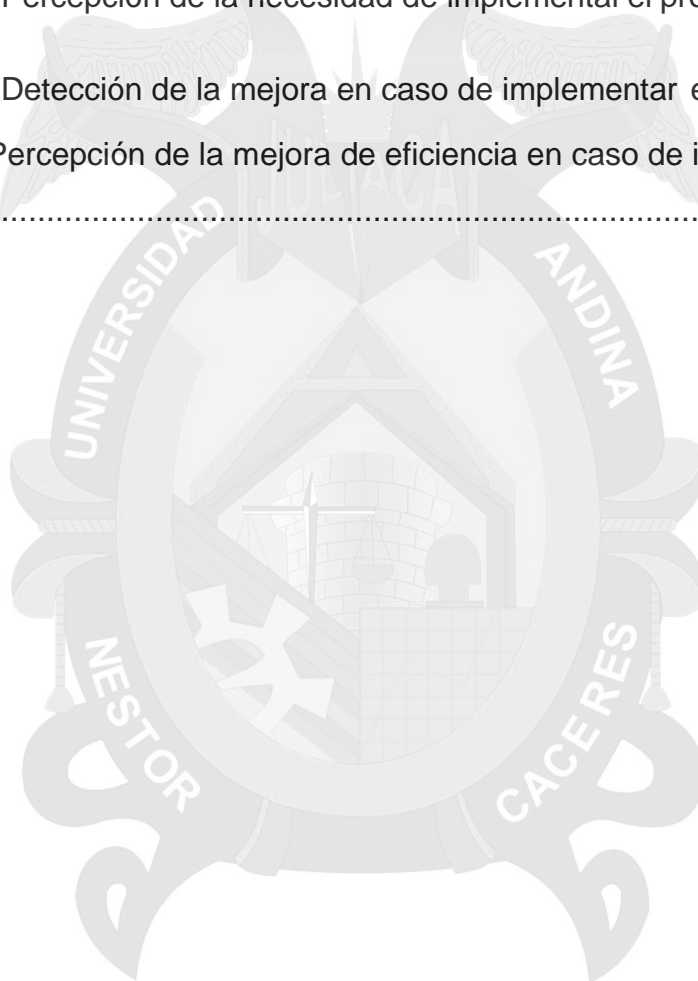 Percepción de la necesidad de implementar el
Detección de la mejora en caso de implementar
Percepción de la mejora de eficiencia en caso de
................................................................................
JULIACA
UNIVERSIDAD ANDINA
NESTOR CACERES